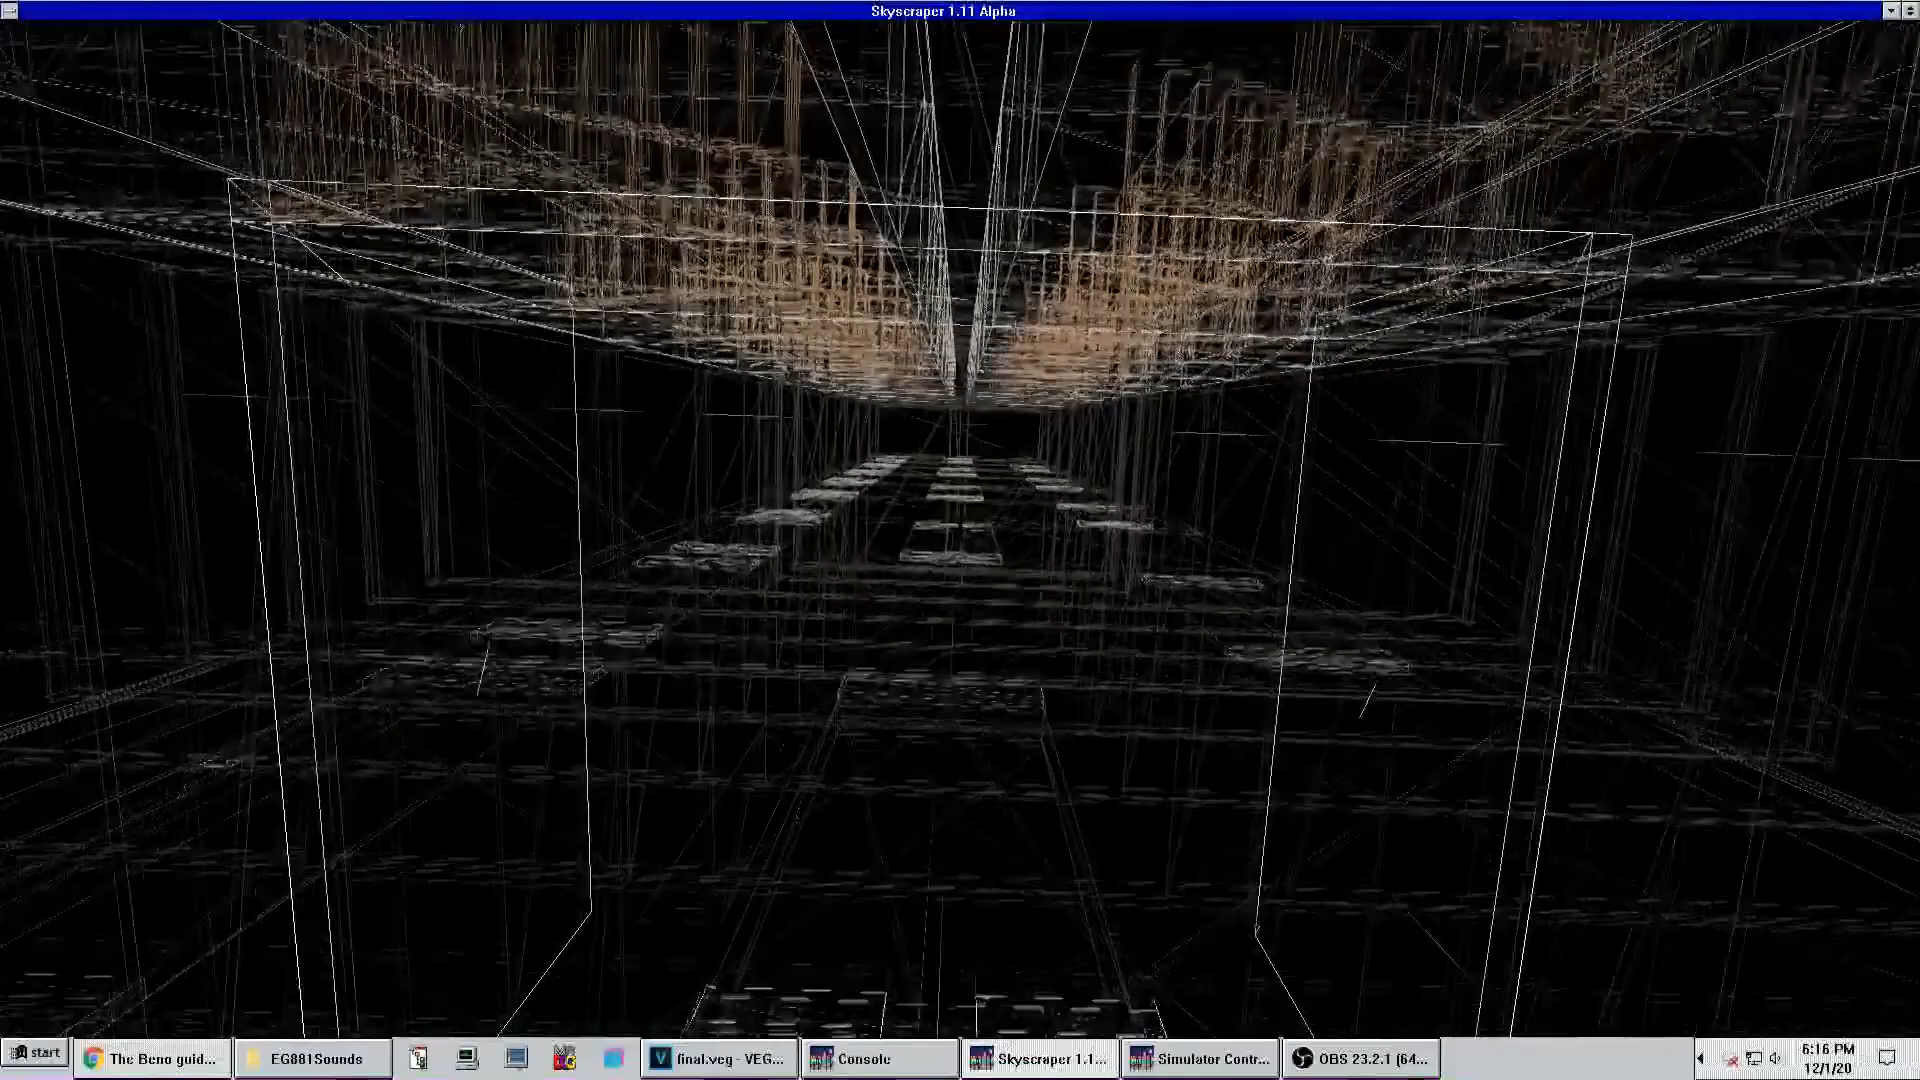 Skyscraper 1.11 Alpha
start
The Beno guid...
EG881Sounds
final.veg - VEG...
Console
Skyscraper 1.1...
Simulator Contr...
OBS 23.2.1 (64...
6:16 PM
12/1/20